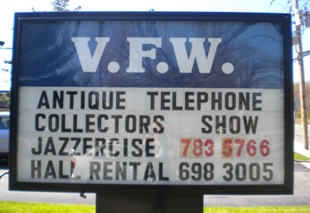 V.F.W.
ANTIQUE TELEPHONE
COLLECTORS SHOW
JAZZERCISE 783 5766
HALL RENTAL 698 3005